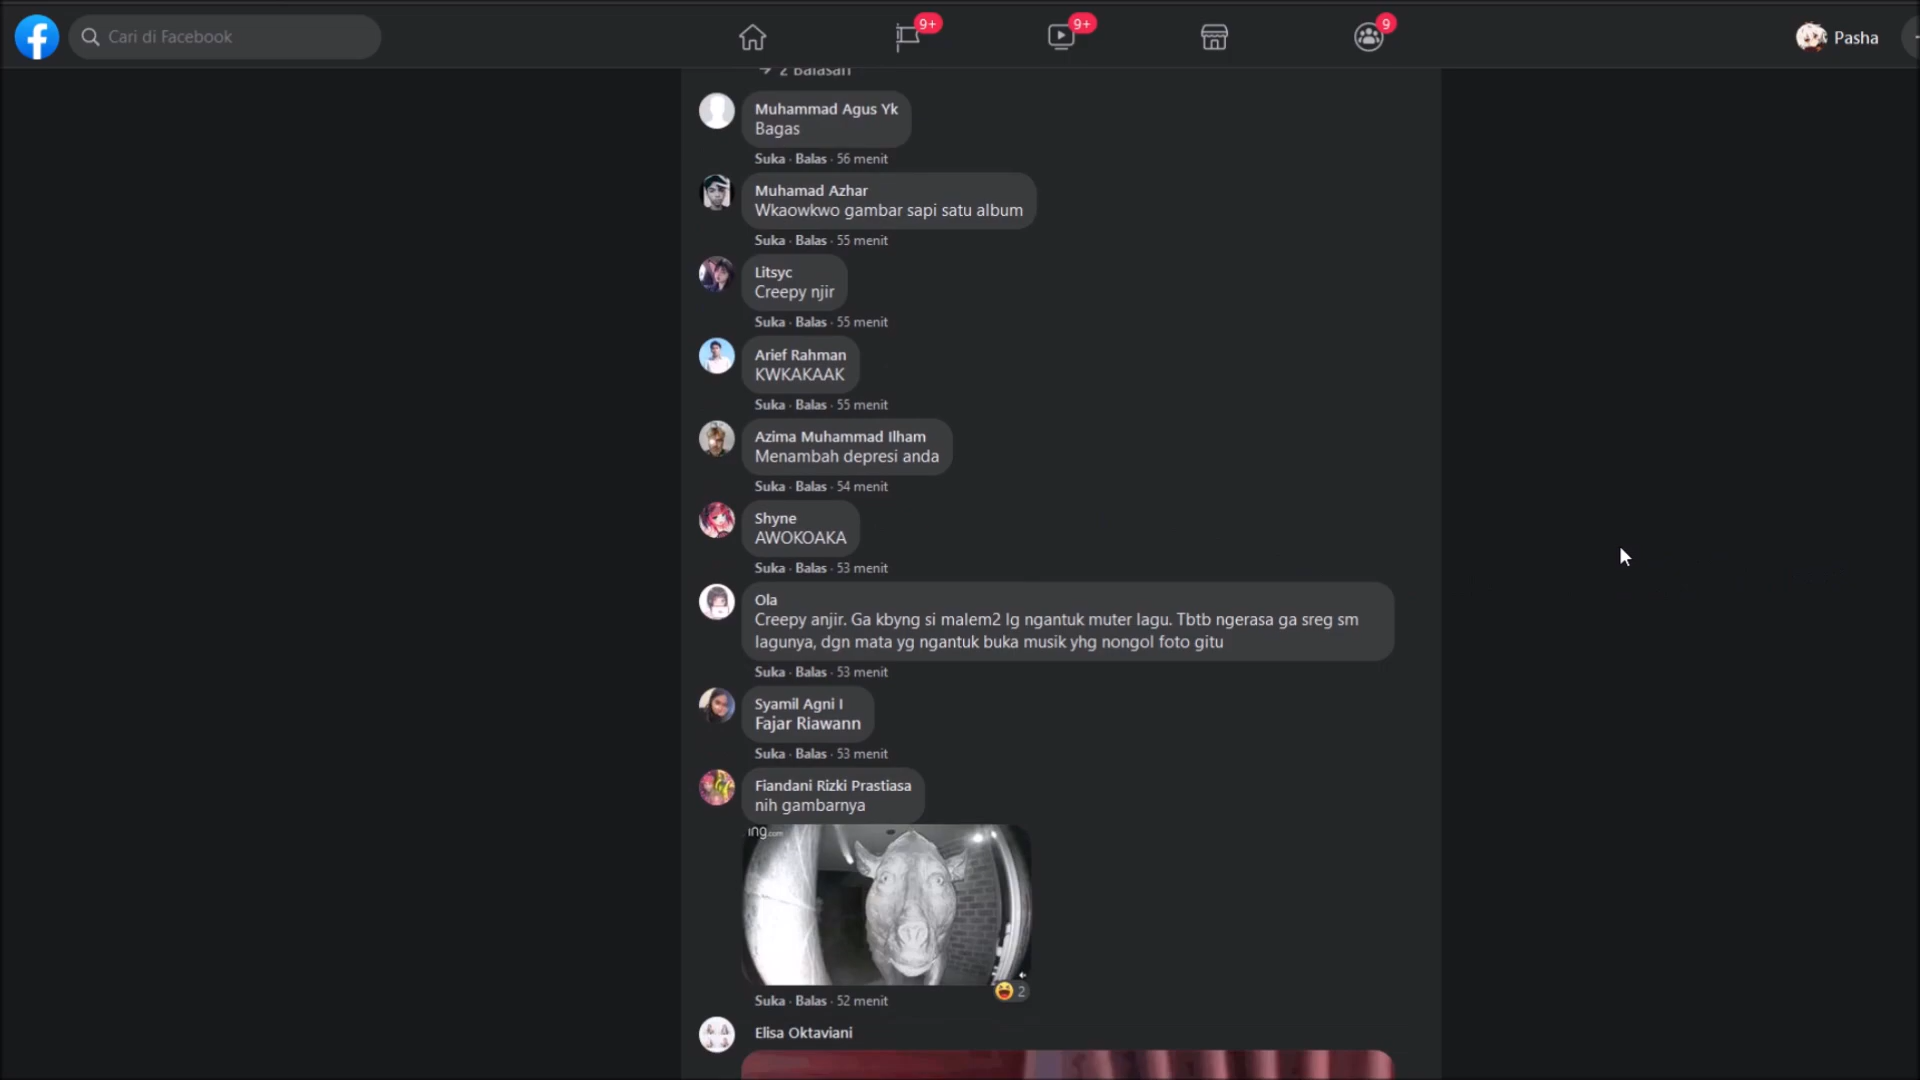 Cari di Facebook
9+
9+
9
Pasha
2 Balasan
Muhammad Agus Yk
Bagas
Suka · Balas · 56 menit
Muhamad Azhar
Wkaowkwo gambar sapi satu album
Suka · Balas · 55 menit
Litsyc
Creepy njir
Suka · Balas · 55 menit
Arief Rahman
KWKAKAAK
Suka · Balas · 55 menit
Azima Muhammad Ilham
Menambah depresi anda
Suka · Balas · 54 menit
Shyne
AWOKOAKA
Suka · Balas · 53 menit
Ola
Creepy anjir. Ga kbyng si malem2 lg ngantuk muter lagu. Tbtb ngerasa ga sreg sm
lagunya, dgn mata yg ngantuk buka musik yhg nongol foto gitu
Suka · Balas · 53 menit
Syamil Agni I
Fajar Riawann
Suka · Balas · 53 menit
Fiandani Rizki Prastiasa
nih gambarnya
ing.com
2
Suka · Balas · 52 menit
Elisa Oktaviani